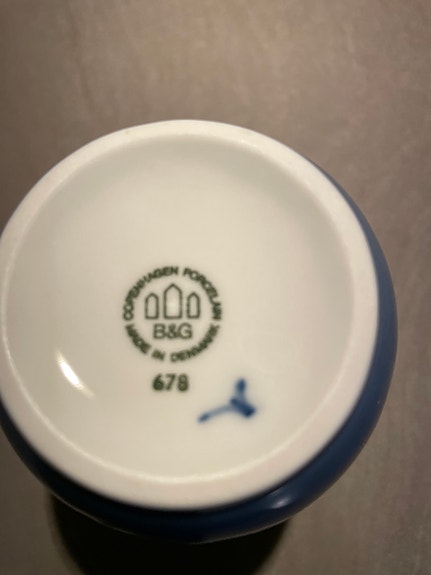 COPENHAGEN PORCELAIN
B&G
MADE IN DENMARK
678